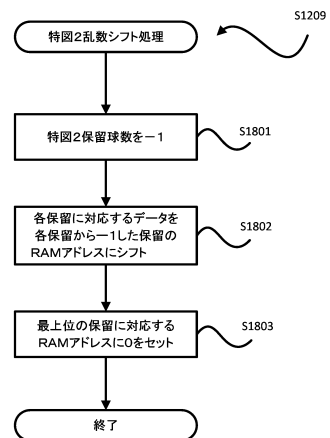 特図２乱数シフト処理
S1209
特図２保留球数を－１
S1801
各保留に対応するデータを
各保留から－１した保留の
ＲＡＭアドレスにシフト
S1802
最上位の保留に対応する
ＲＡＭアドレスに０をセット
S1803
終了